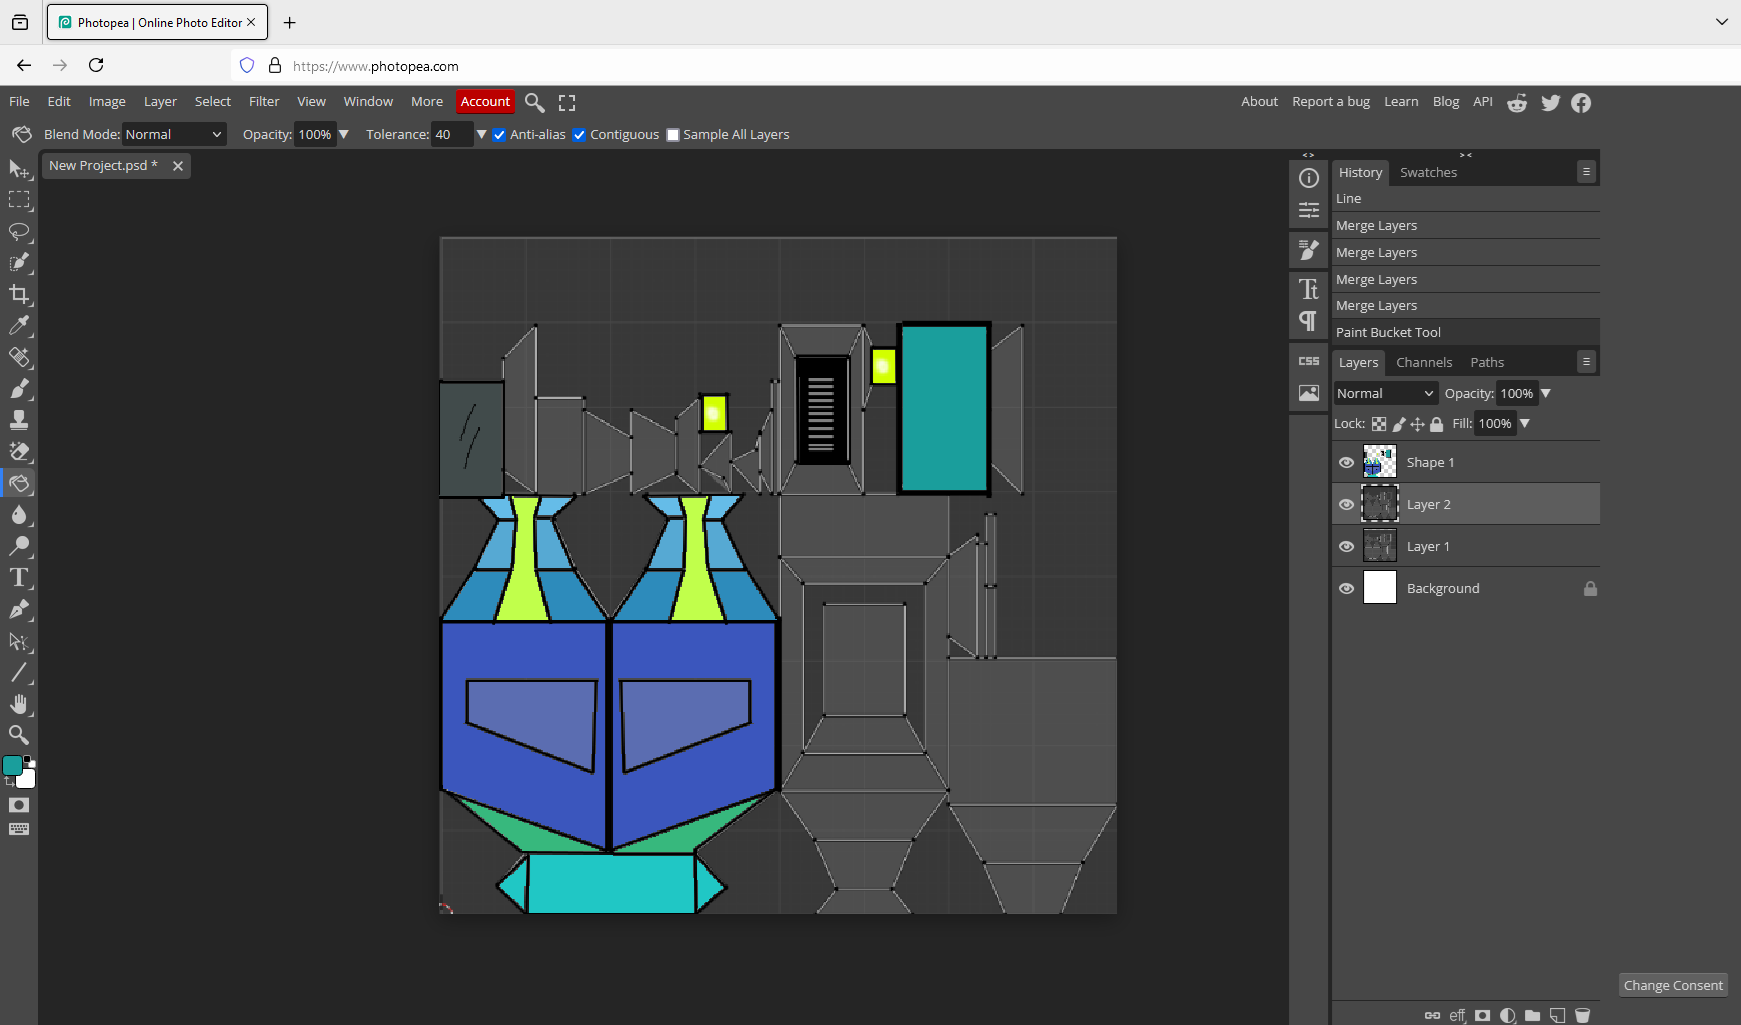 Photopea | Online Photo Editor
https://www.photopea.com
File Edit Image Layer Select Filter View Window More Account About Report a bug Learn Blog API
Blend Mode: Normal Opacity: 100% Tolerance: 40 Anti-alias Contiguous Sample All Layers
New Project.psd *
History Swatches
Line
Merge Layers
Merge Layers
Merge Layers
Merge Layers
Paint Bucket Tool
CSS
Layers Channels Paths
Normal Opacity: 100%
Lock: Fill: 100%
Shape 1
Layer 2
Layer 1
Background
Change Consent
eff